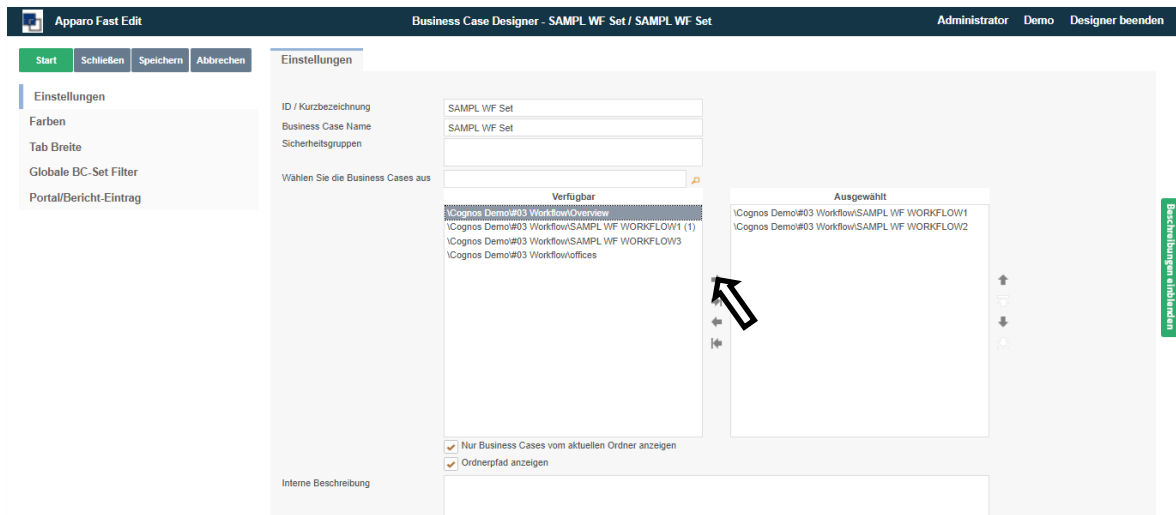 Apparo Fast Edit
Business Case Designer - SAMPL WF Set / SAMPL WF Set
Administrator Demo Designer beenden
Start Schließen Speichern Abbrechen
Einstellungen
Farben
Tab Breite
Globale BC-Set Filter
Portal/Bericht-Eintrag
Einstellungen
ID / Kurzbezeichnung SAMPL WF Set
Business Case Name SAMPL WF Set
Sicherheitsgruppen
Wählen Sie die Business Cases aus
Verfügbar
\Cognos Demo\#03 Workflow\Overview
\Cognos Demo\#03 Workflow\SAMPL WF WORKFLOW1 (1)
\Cognos Demo\#03 Workflow\SAMPL WF WORKFLOW3
\Cognos Demo\#03 Workflow\offices
Ausgewählt
\Cognos Demo\#03 Workflow\SAMPL WF WORKFLOW1
\Cognos Demo\#03 Workflow\SAMPL WF WORKFLOW2
Nur Business Cases vom aktuellen Ordner anzeigen
Ordnerpfad anzeigen
Interne Beschreibung
Beschreibungen einblenden